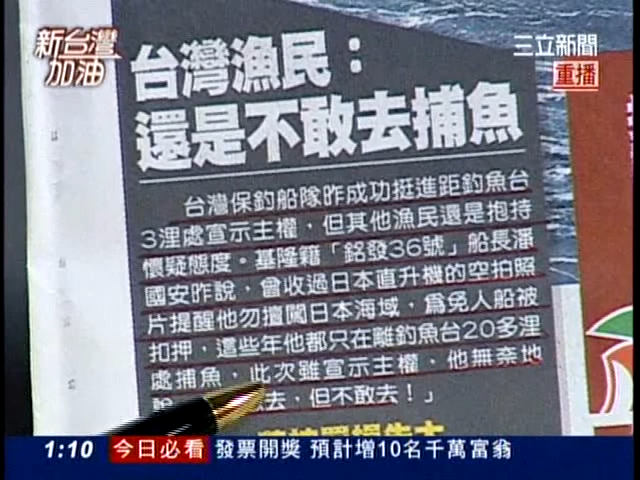 新台灣
加油
三立新聞
重播
台灣漁民：
還是不敢去捕魚
台灣保釣船隊昨成功挺進距釣魚台
3浬處宣示主權，但其他漁民還是抱持
懷疑態度。基隆籍「銘發36號」船長潘
國安昨說，曾收過日本直升機的空拍照
片提醒他勿擅闖日本海域，為免人船被
扣押，這些年他都只在離釣魚台20多浬
處捕魚，此次雖宣示主權，他無奈地
去，但不敢去！」
1:10 今日必看 發票開獎 預計增10名千萬富翁